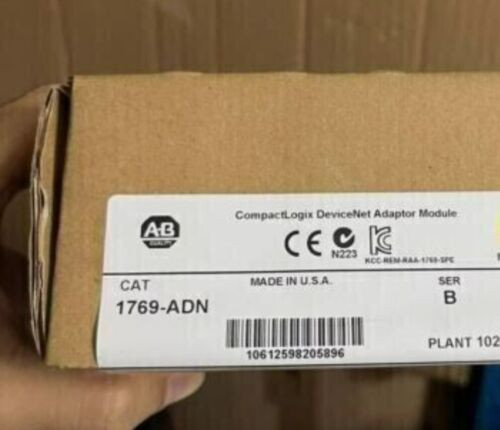 CompactLogix DeviceNet Adaptor Module
A-B
QUALITY
CE
N223
KCC-REM-RAA-1769-SPE
CAT
1769-ADN
MADE IN U.S.A.
SER
B
10612598205896
PLANT 102